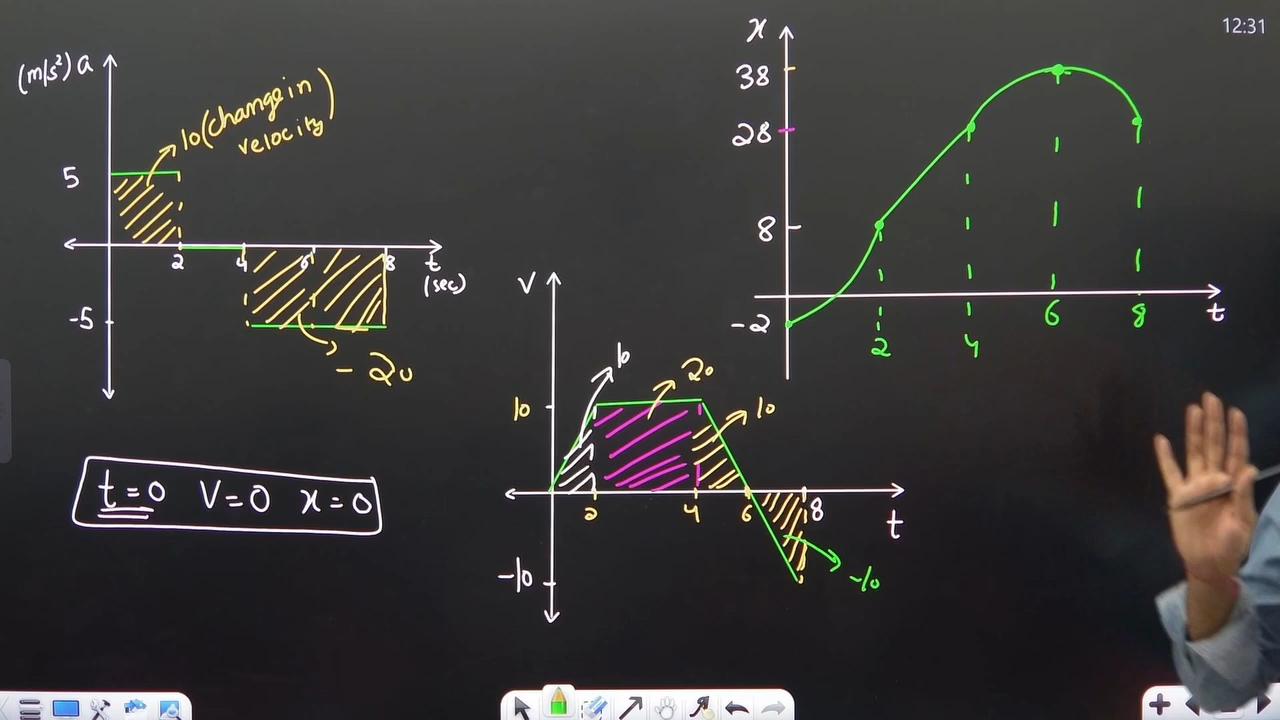 12:31
(m/s²) a
10(change in
velocity)
5
2
4
6
8
t
(sec)
-5
- 20
t=0 V=0 x=0
V
10
20
10
10
2
4
6
8
t
-10
-10
x
38
28
8
-2
2
4
6
8
t